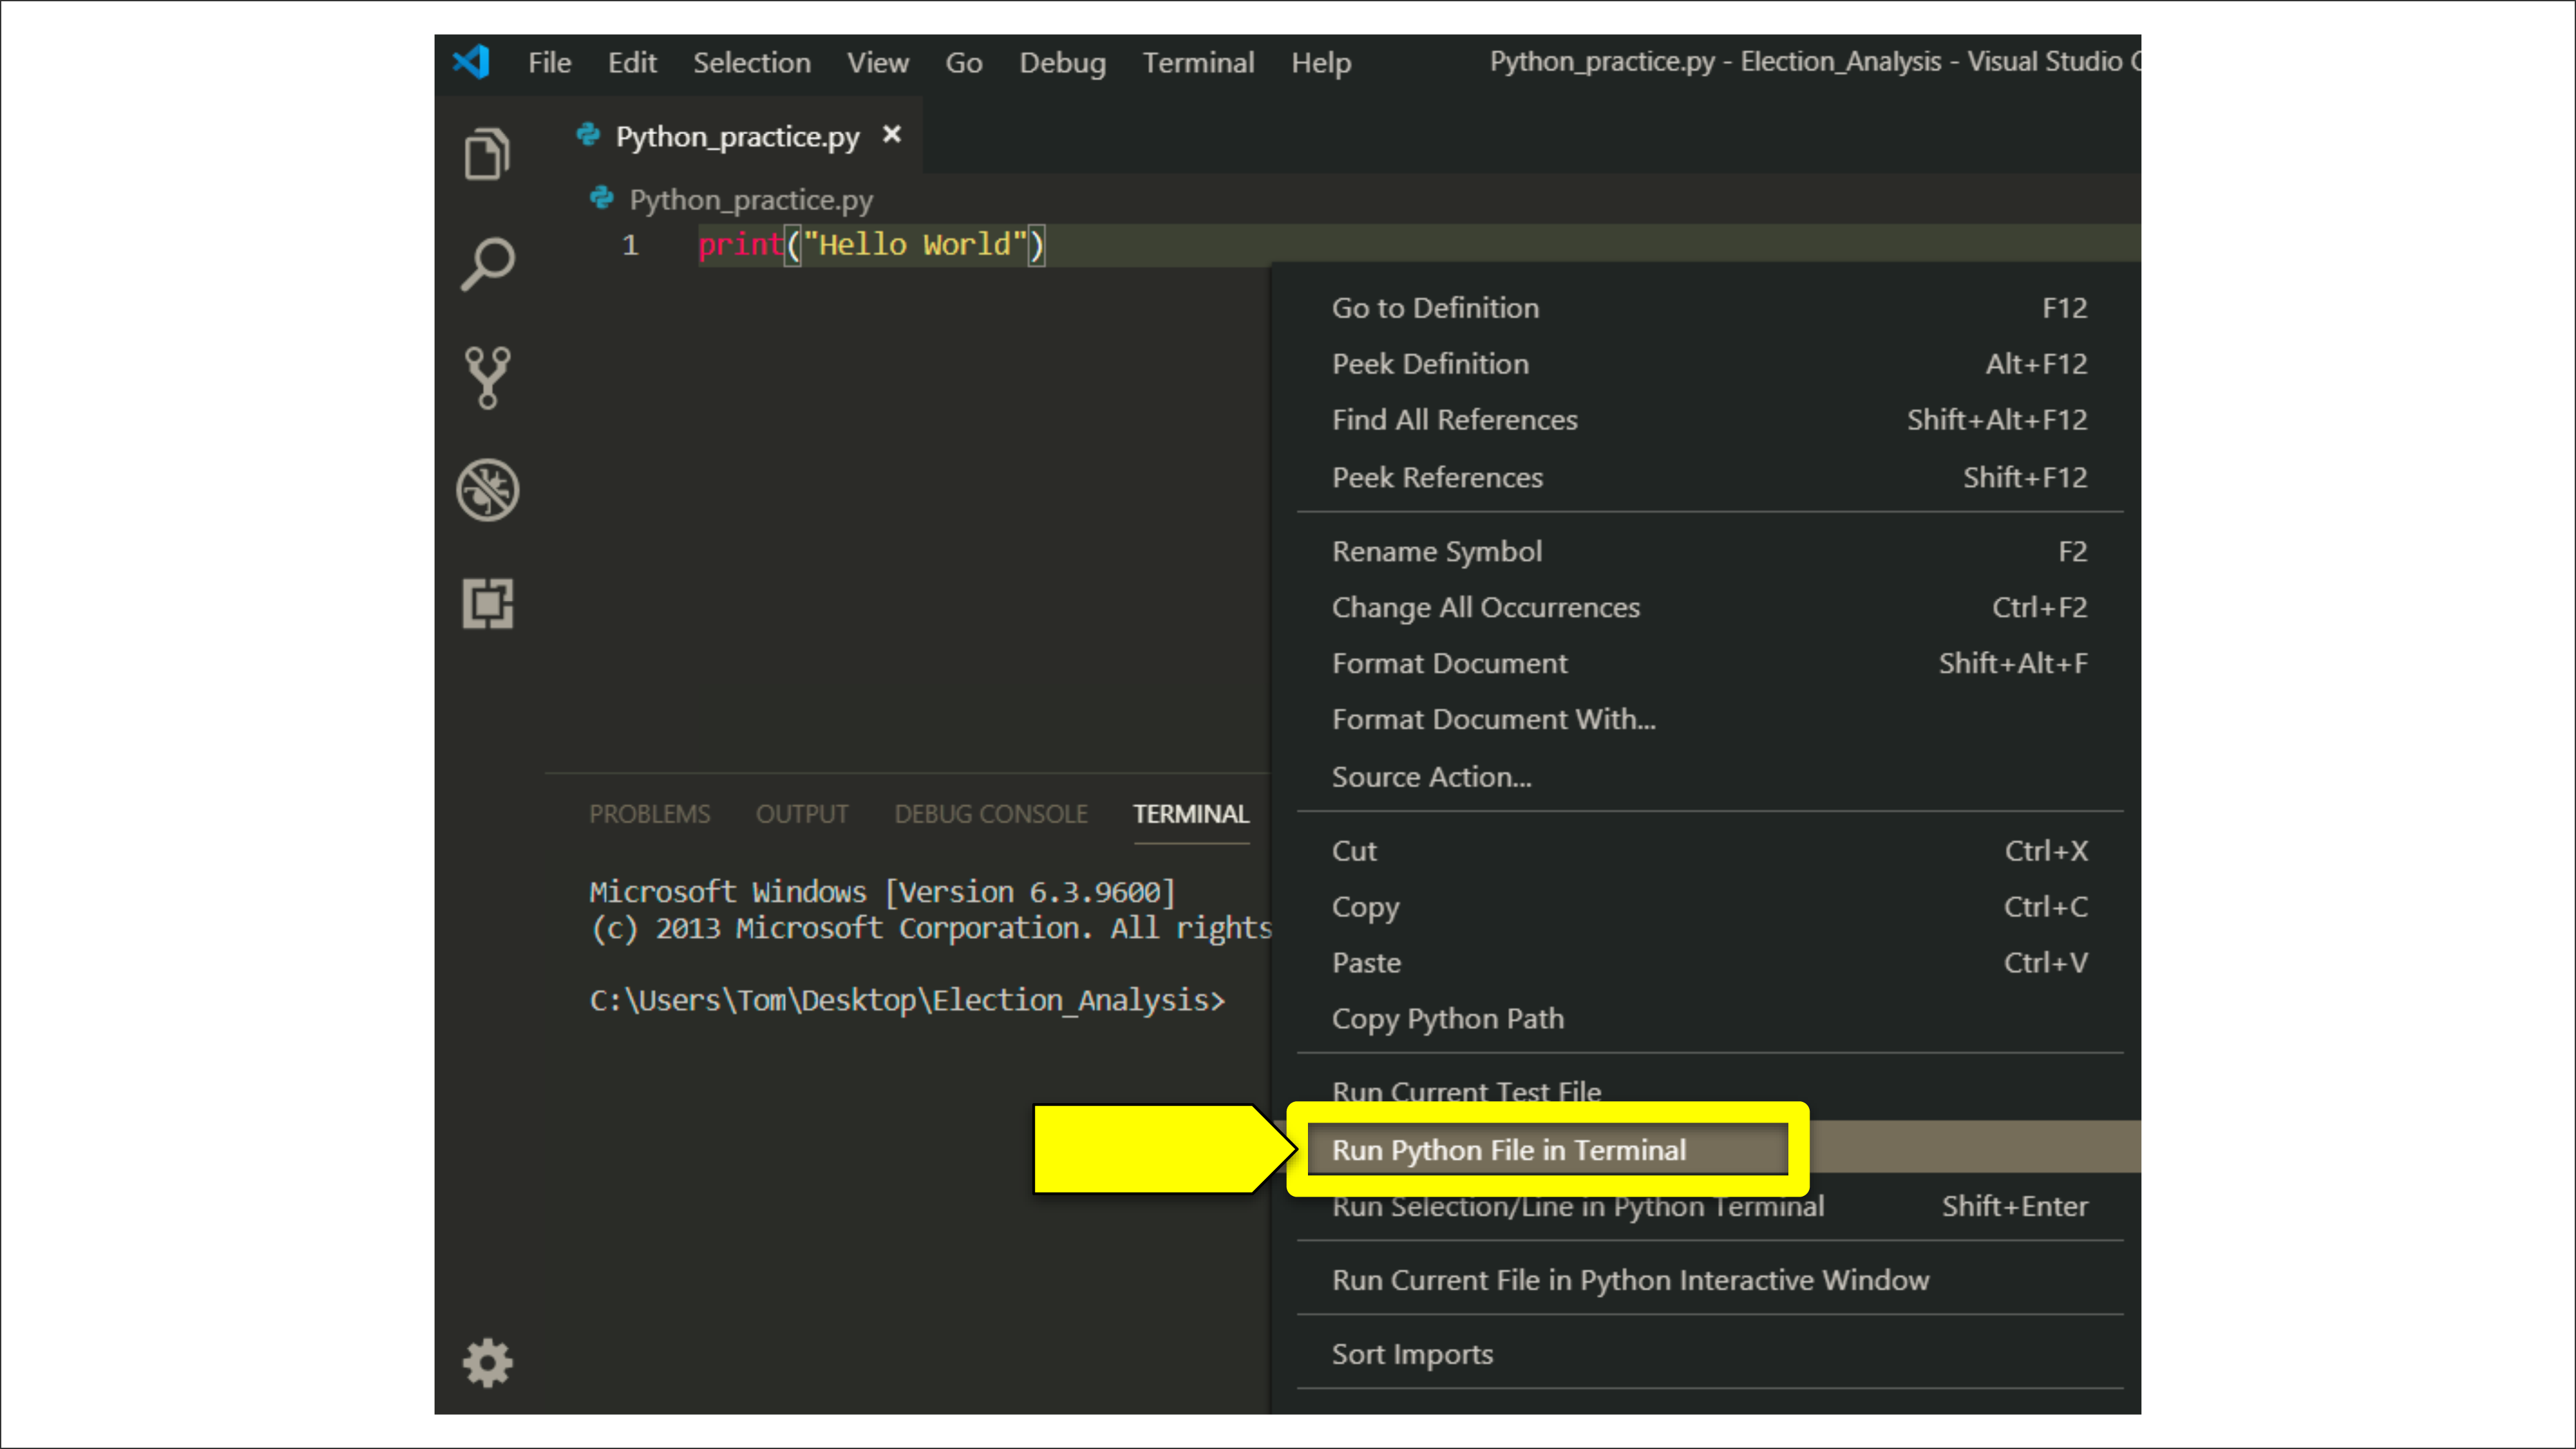 File Edit Selection View Go Debug Terminal Help Python_practice.py - Election_Analysis - Visual Studio
Python_practice.py ×
Python_practice.py
1 print("Hello World")
Go to Definition F12
Peek Definition Alt+F12
Find All References Shift+Alt+F12
Peek References Shift+F12
Rename Symbol F2
Change All Occurrences Ctrl+F2
Format Document Shift+Alt+F
Format Document With...
Source Action...
Cut Ctrl+X
Copy Ctrl+C
Paste Ctrl+V
Copy Python Path
Run Current Test File
Run Python File in Terminal
Run Selection/Line in Python Terminal Shift+Enter
Run Current File in Python Interactive Window
Sort Imports
PROBLEMS OUTPUT DEBUG CONSOLE TERMINAL
Microsoft Windows [Version 6.3.9600]
(c) 2013 Microsoft Corporation. All rights
C:\Users\Tom\Desktop\Election_Analysis>